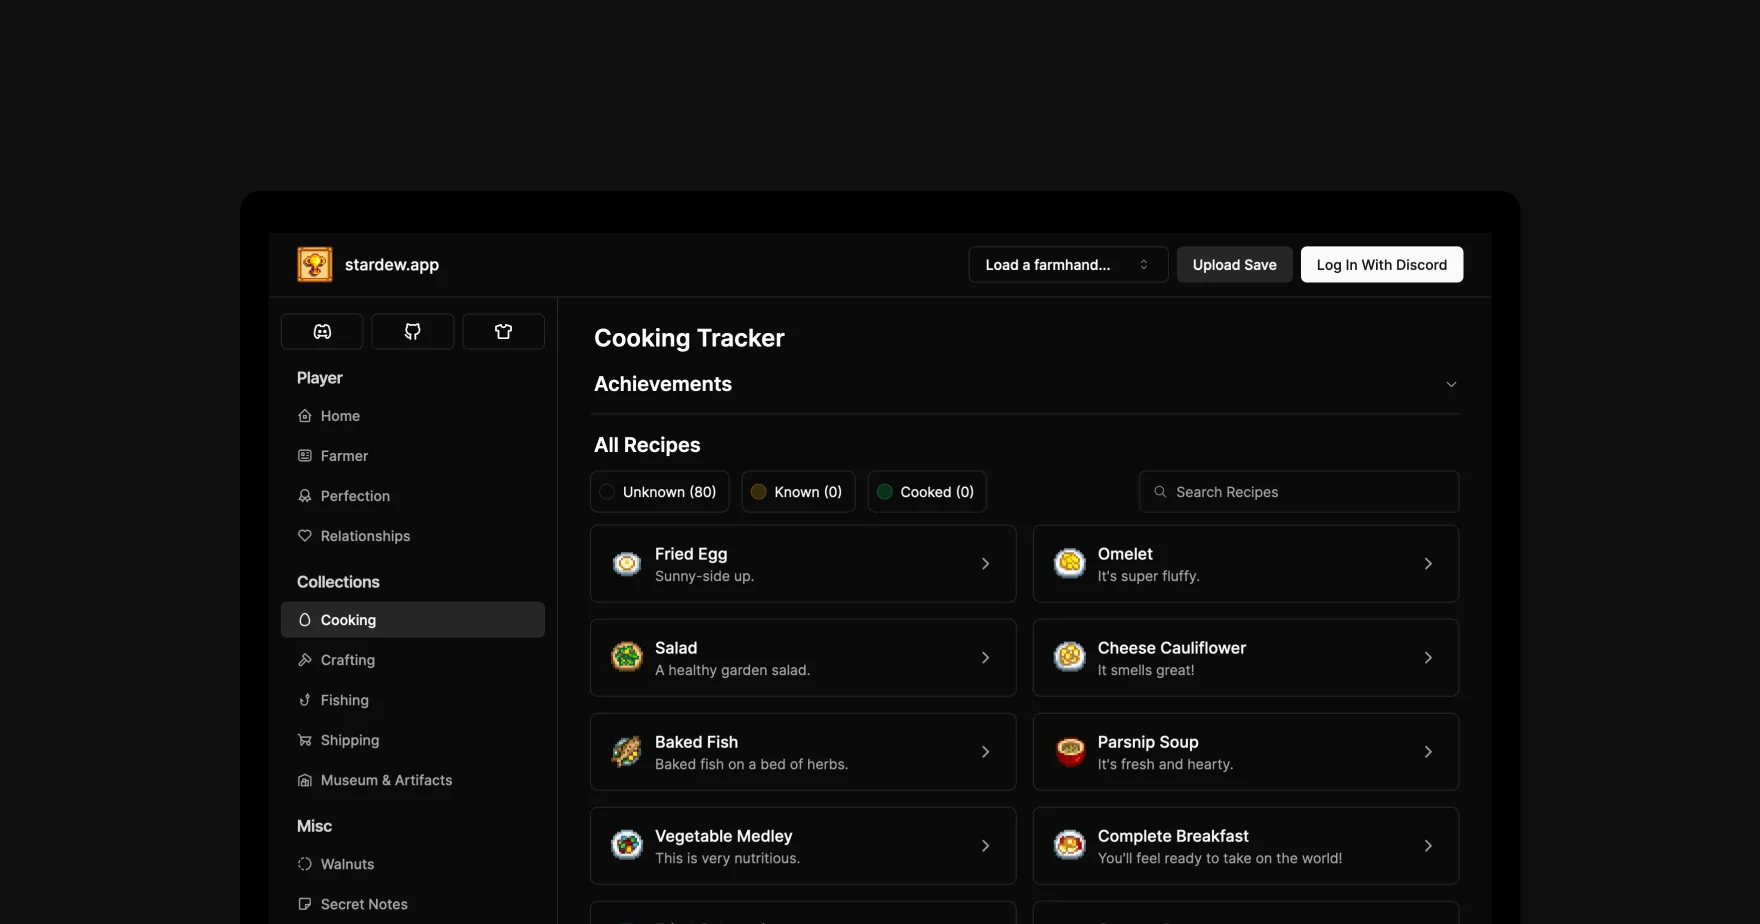 stardew.app
Load a farmhand...
Upload Save
Log In With Discord
Player
Home
Farmer
Perfection
Relationships
Collections
Cooking
Crafting
Fishing
Shipping
Museum & Artifacts
Misc
Walnuts
Secret Notes
Cooking Tracker
Achievements
All Recipes
Unknown (80)
Known (0)
Cooked (0)
Search Recipes
Fried Egg
Sunny-side up.
Omelet
It's super fluffy.
Salad
A healthy garden salad.
Cheese Cauliflower
It smells great!
Baked Fish
Baked fish on a bed of herbs.
Parsnip Soup
It's fresh and hearty.
Vegetable Medley
This is very nutritious.
Complete Breakfast
You'll feel ready to take on the world!